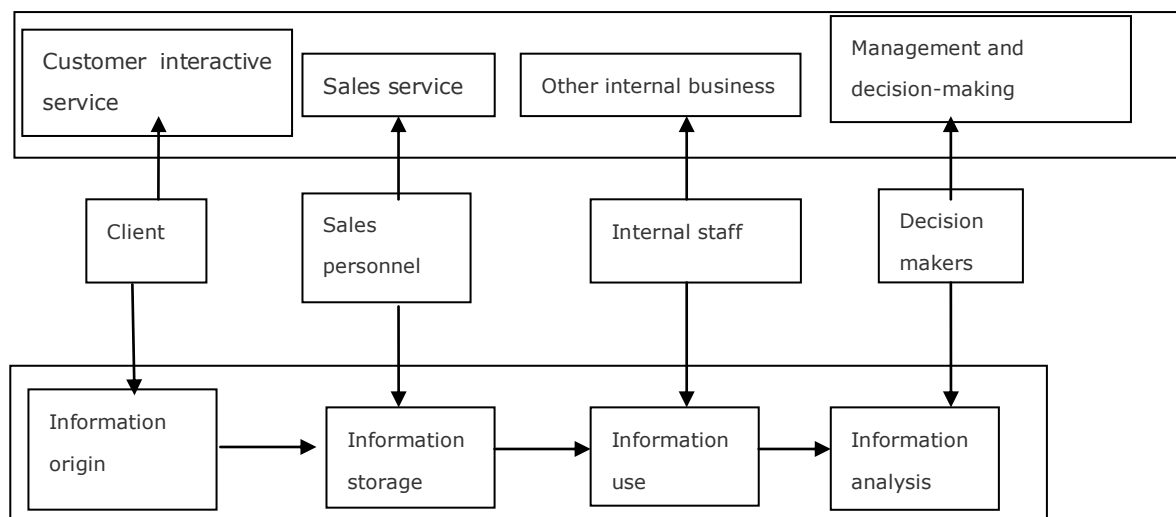 Customer interactive
service
Sales service
Other internal business
Management and
decision-making
Client
Sales
personnel
Internal staff
Decision
makers
Information
origin
Information
storage
Information
use
Information
analysis